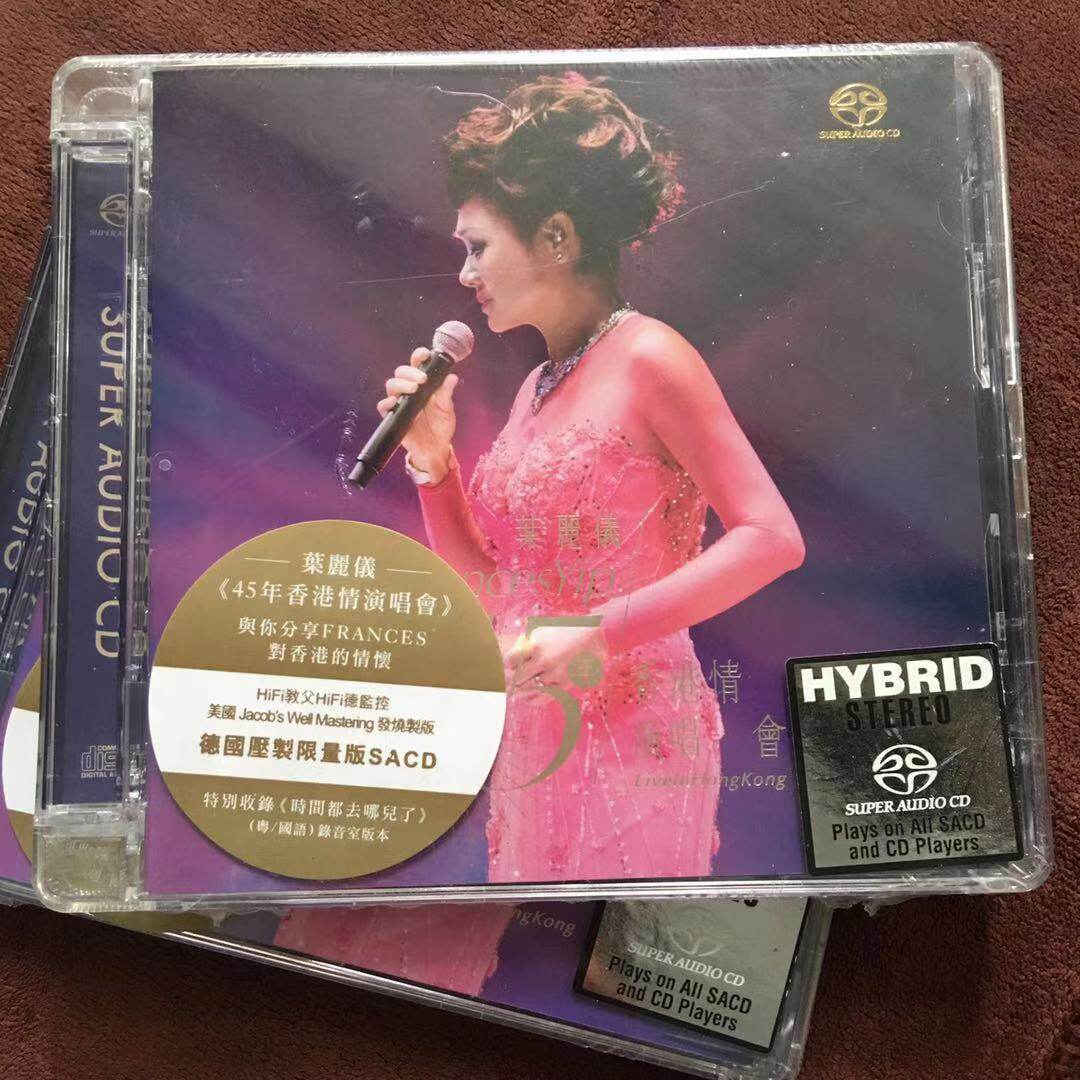 SUPER AUDIO CD
SUPER AUDIO CD
葉麗儀
《45年香港情演唱會》
與你分享FRANCES
對香港的情懷
HiFi教父HiFi德監控
美國 Jacob's Well Mastering 發燒製版
德國壓製限量版SACD
特別收錄《時間都去哪兒了》
(粵/國語)錄音室版本
葉麗儀
Yip
5年
香港情
演唱會
LiveInHongKong
HYBRID
STEREO
SUPER AUDIO CD
Plays on All SACD
and CD Players
DIGITAL
ngKong
SUPER AUDIO CD
Plays on All SACD
and CD Players